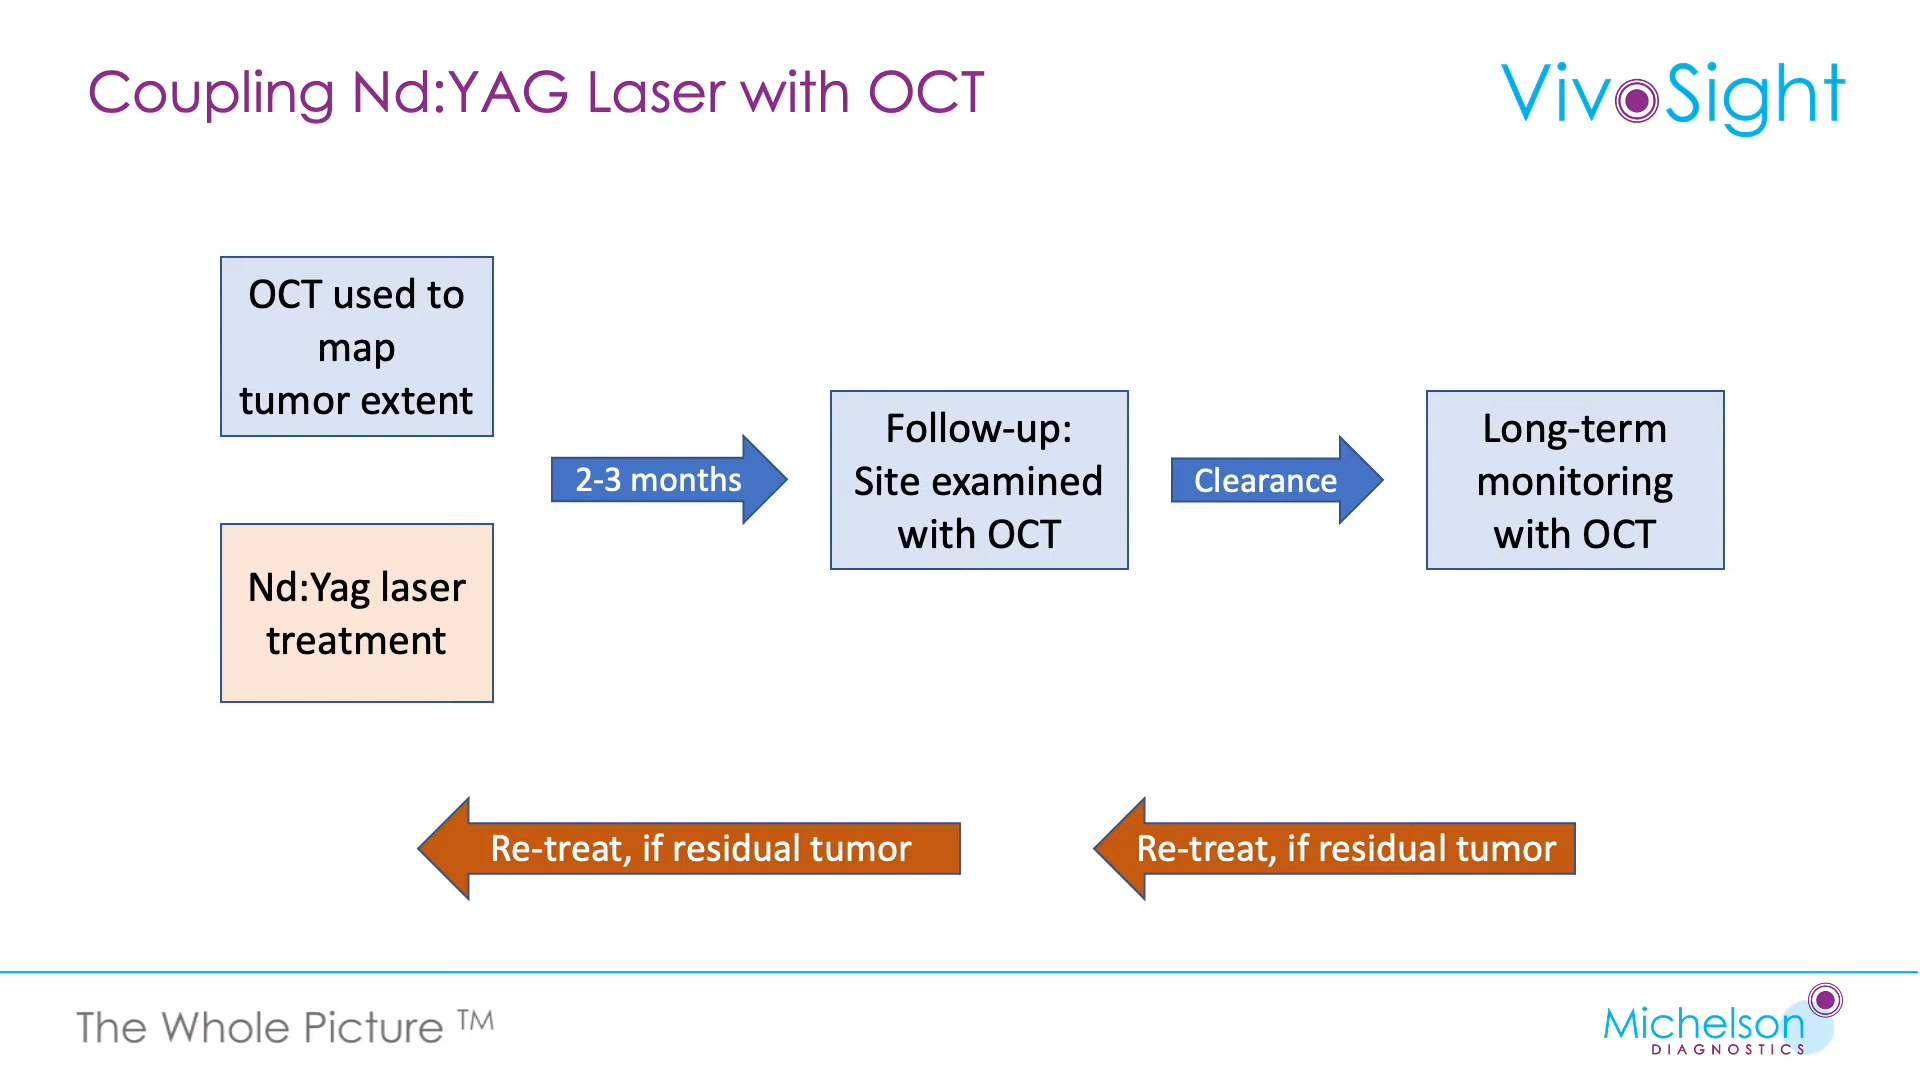 Coupling Nd:YAG Laser with OCT
VivoSight
OCT used to
map
tumor extent
Nd:Yag laser
treatment
2-3 months
Follow-up:
Site examined
with OCT
Clearance
Long-term
monitoring
with OCT
Re-treat, if residual tumor
Re-treat, if residual tumor
The Whole Picture TM
Michelson
DIAGNOSTICS